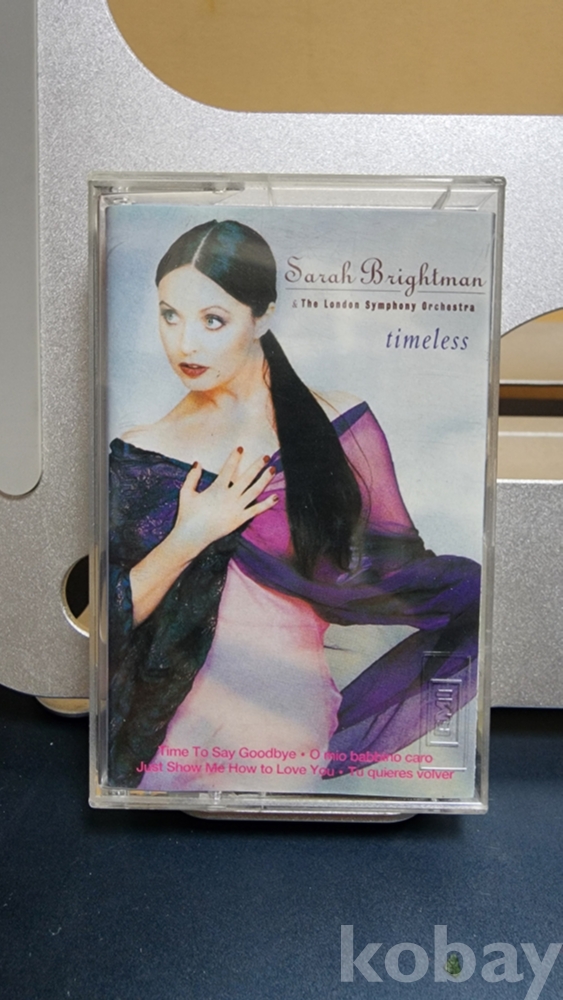 Sarah Brightman
& The London Symphony Orchestra
timeless
Time To Say Goodbye • O mio babbino caro
Just Show Me How to Love You • Tu quieres volver
kobay